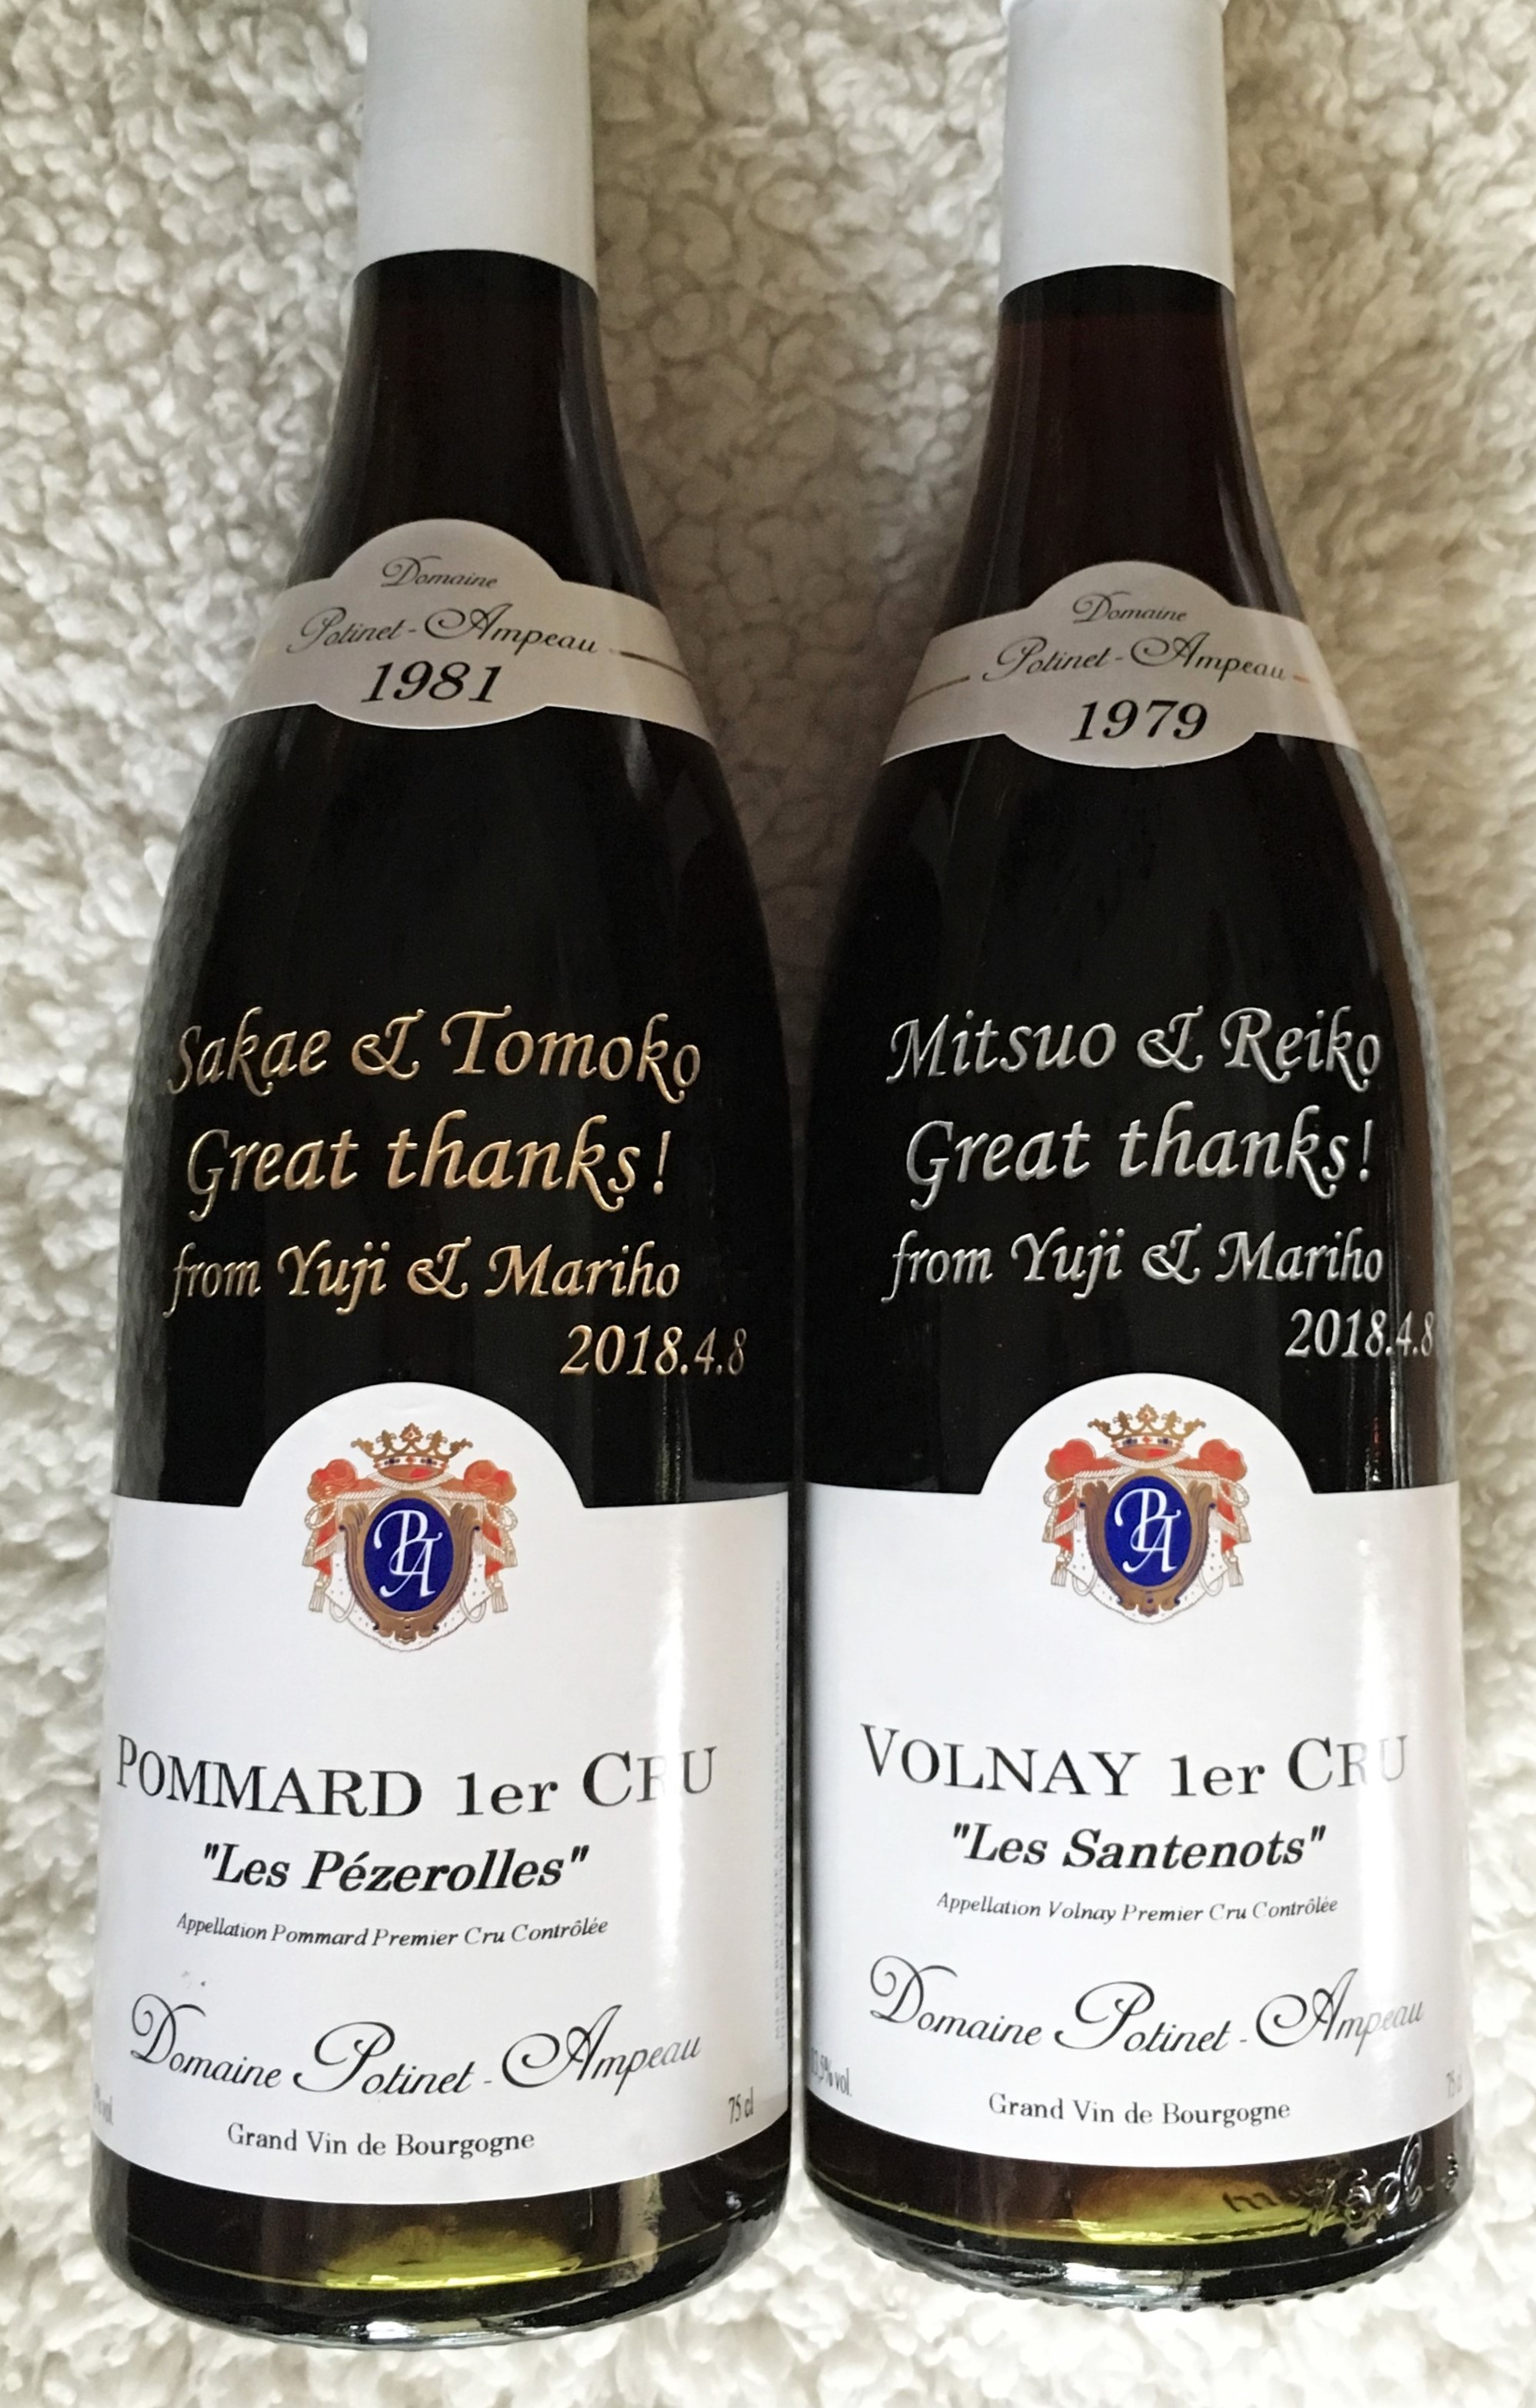 Domaine
Potinet-Ampeau
1981
Sakae & Tomoko
Great thanks!
from Yuji & Mariho
2018.4.8
PA
POMMARD 1er CRU
"Les Pézerolles"
Appellation Pommard Premier Cru Contrôlée
Domaine Potinet-Ampeau
75 cl
Grand Vin de Bourgogne
Domaine
Potinet-Ampeau
1979
Mitsuo & Reiko
Great thanks!
from Yuji & Mariho
2018.4.8
PA
VOLNAY 1er CRU
"Les Santenots"
Appellation Volnay Premier Cru Contrôlée
Domaine Potinet-Ampeau
vol.
Grand Vin de Bourgogne